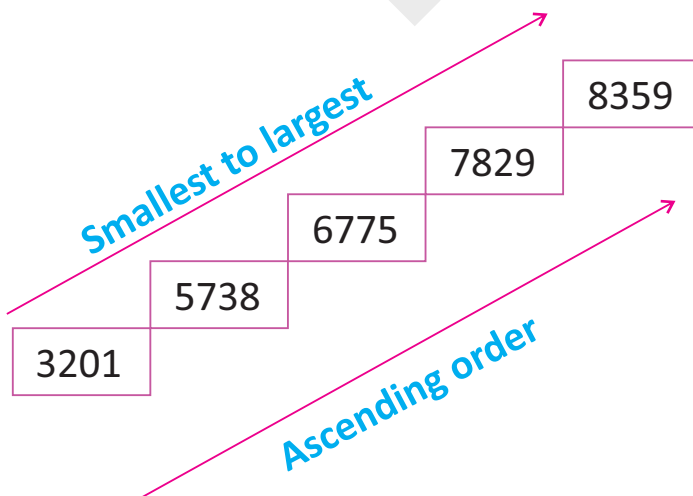 Smallest to largest
8359
7829
6775
5738
3201
Ascending order